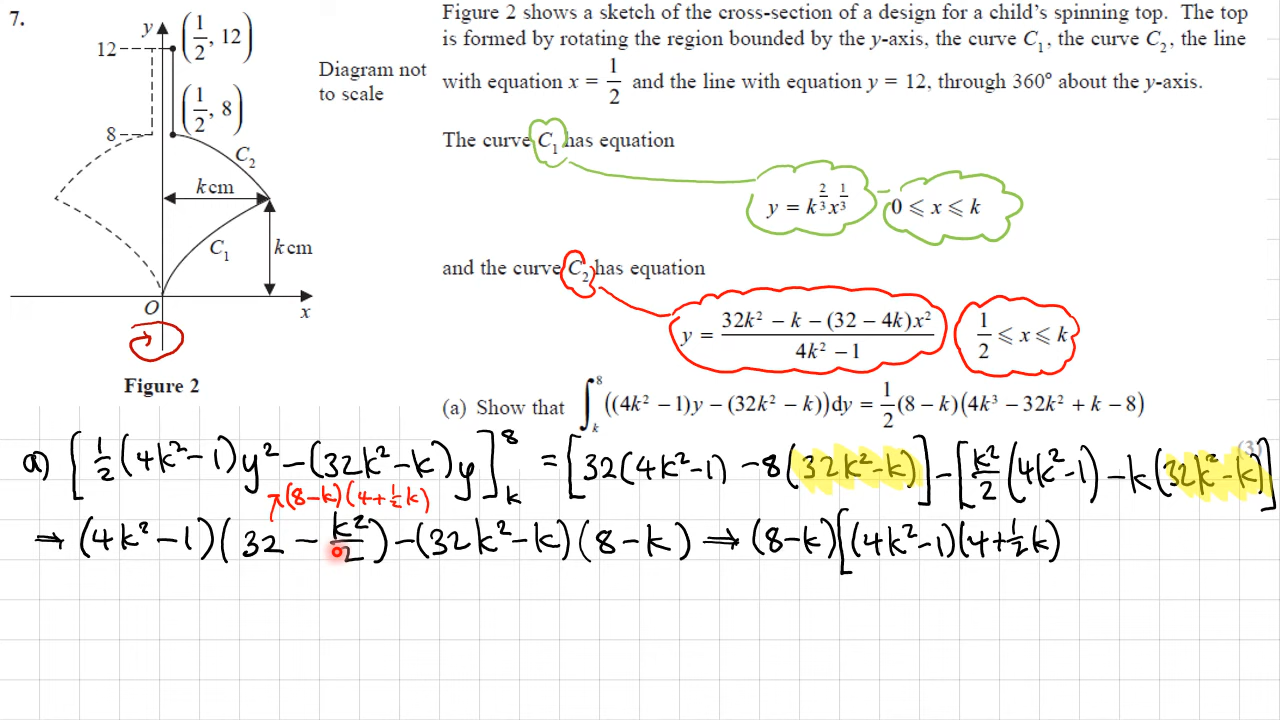 7.
Figure 2 shows a sketch of the cross-section of a design for a child's spinning top. The top
is formed by rotating the region bounded by the y-axis, the curve C₁, the curve C₂, the line
with equation x = 1/2 and the line with equation y = 12, through 360° about the y-axis.
y
12
(1/2, 12)
Diagram not
to scale
(1/2, 8)
8
C₂
k cm
C₁
k cm
O
x
Figure 2
The curve C₁ has equation
y = k^(2/3) x^(1/3) 0 ⩽ x ⩽ k
and the curve C₂ has equation
y = (32k² − k − (32 − 4k)x²)/(4k² − 1) 1/2 ⩽ x ⩽ k
(a) Show that ∫_k^8 ((4k² − 1)y − (32k² − k))dy = 1/2(8 − k)(4k³ − 32k² + k − 8)
a) [1/2(4k²−1)y² −(32k²−k)y]_k^8 = [32(4k²−1) −8(32k²−k)] − [k²/2(4k²−1) − k(32k²−k)]
(8−k)(4+1/2k)
⇒ (4k²−1)(32 − k²/2) −(32k²−k)(8−k) ⇒ (8−k)[(4k²−1)(4+1/2k)